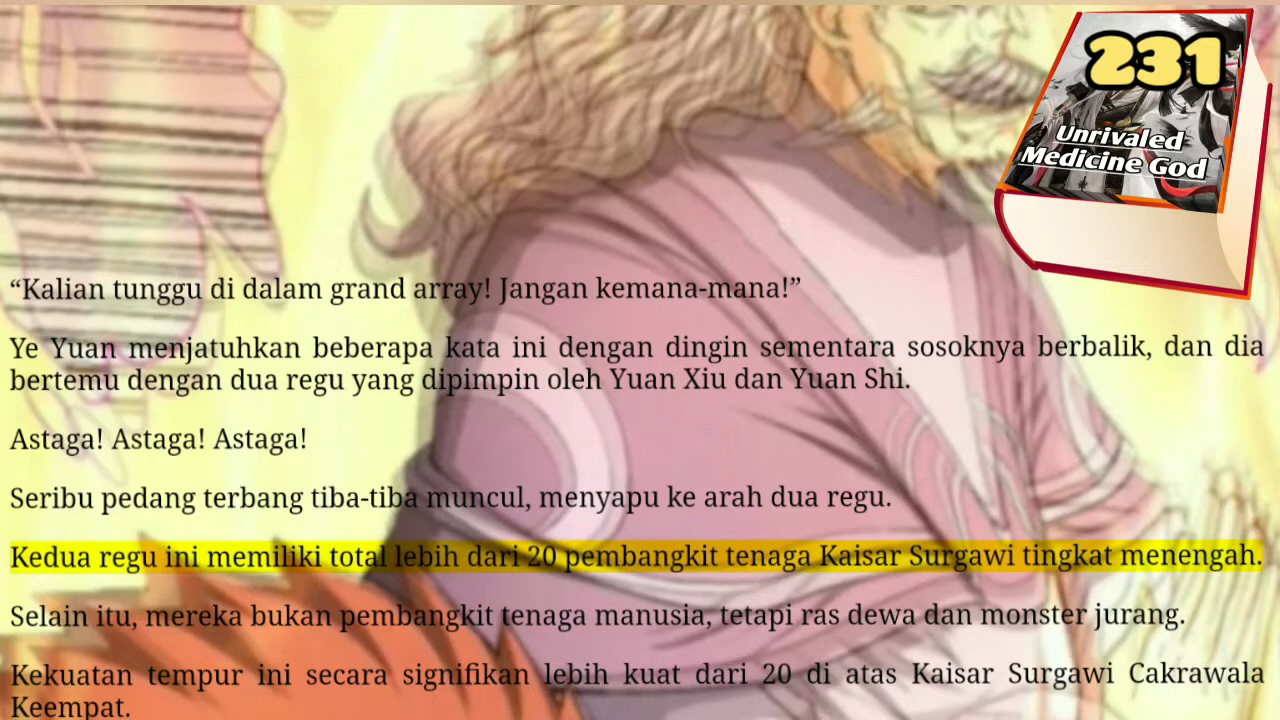 231
Unrivaled
Medicine God
“Kalian tunggu di dalam grand array! Jangan kemana-mana!”
Ye Yuan menjatuhkan beberapa kata ini dengan dingin sementara sosoknya berbalik, dan dia
bertemu dengan dua regu yang dipimpin oleh Yuan Xiu dan Yuan Shi.
Astaga! Astaga! Astaga!
Seribu pedang terbang tiba-tiba muncul, menyapu ke arah dua regu.
Kedua regu ini memiliki total lebih dari 20 pembangkit tenaga Kaisar Surgawi tingkat menengah.
Selain itu, mereka bukan pembangkit tenaga manusia, tetapi ras dewa dan monster jurang.
Kekuatan tempur ini secara signifikan lebih kuat dari 20 di atas Kaisar Surgawi Cakrawala
Keempat.